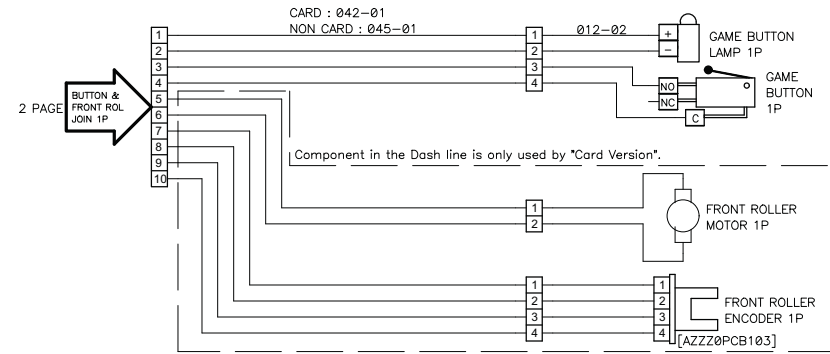 CARD : 042-01
NON CARD : 045-01
012-02
1
2
3
4
5
6
7
8
9
10
1
2
3
4
+
-
GAME BUTTON
LAMP 1P
NO
NC
C
GAME
BUTTON
1P
2 PAGE
BUTTON &
FRONT ROL
JOIN 1P
Component in the Dash line is only used by "Card Version".
1
2
FRONT ROLLER
MOTOR 1P
1
2
3
4
1
2
3
4
FRONT ROLLER
ENCODER 1P
[AZZZ0PCB103]